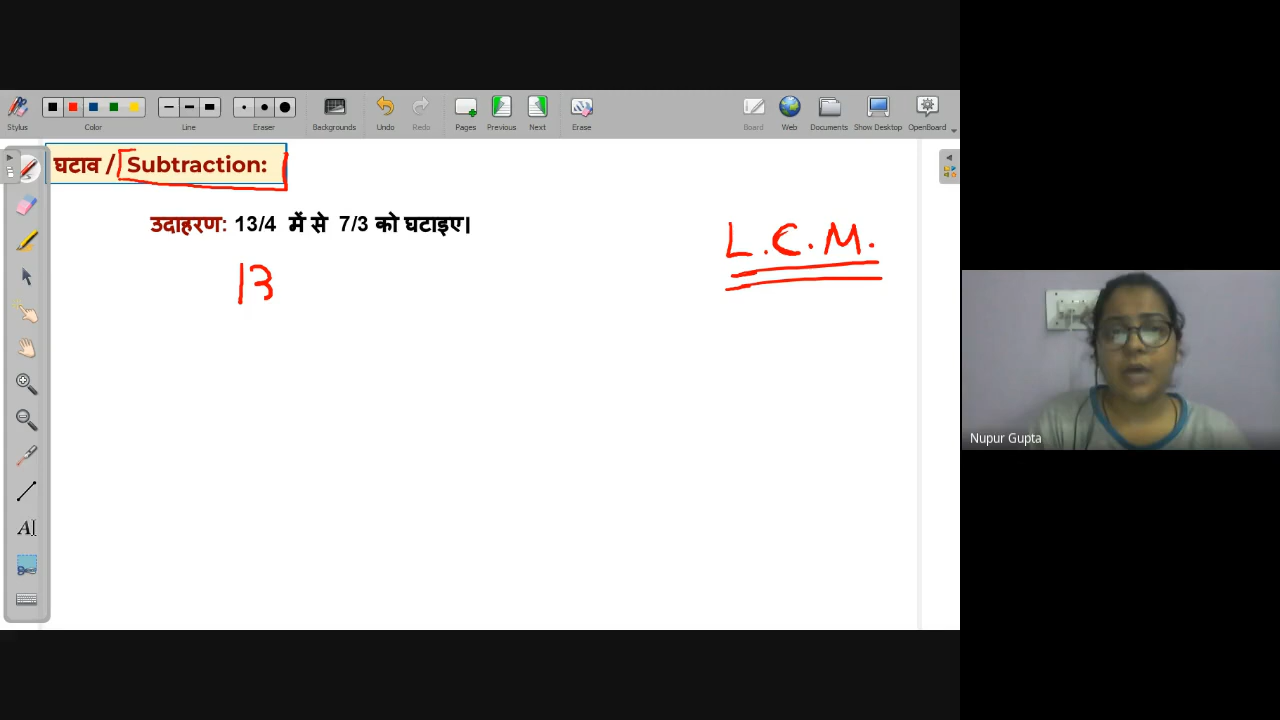 Stylus Color Line Eraser Backgrounds Undo Redo Pages Previous Next Erase Board Web Documents Show Desktop OpenBoard
घटाव / Subtraction:
उदाहरण: 13/4 में से 7/3 को घटाइए।
L.C.M.
13
Nupur Gupta